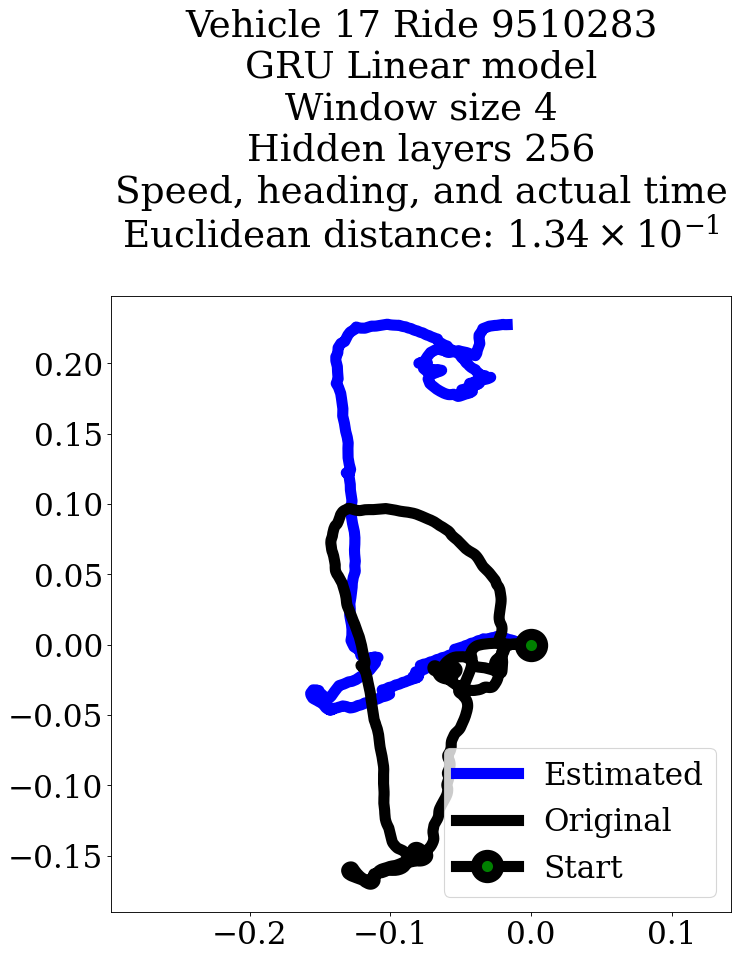 Vehicle 17 Ride 9510283
GRU Linear model
Window size 4
Hidden layers 256
Speed, heading, and actual time
Euclidean distance: 1.34 × 10⁻¹
0.20
0.15
0.10
0.05
0.00
−0.05
−0.10
−0.15
Estimated
Original
Start
−0.2 −0.1 0.0 0.1